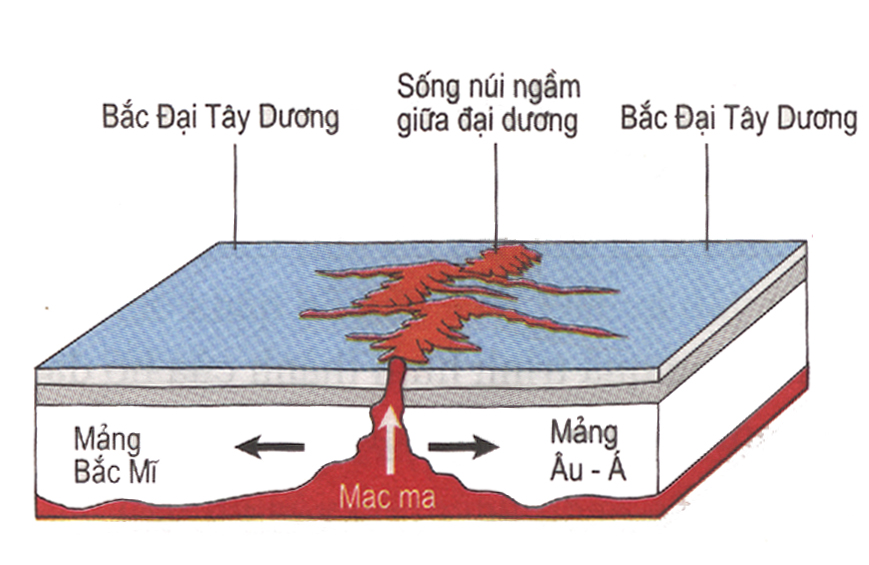 Bắc Đại Tây Dương
Sống núi ngầm
giữa đại dương
Bắc Đại Tây Dương
Mảng
Bắc Mĩ
Mảng
Âu - Á
Mac ma